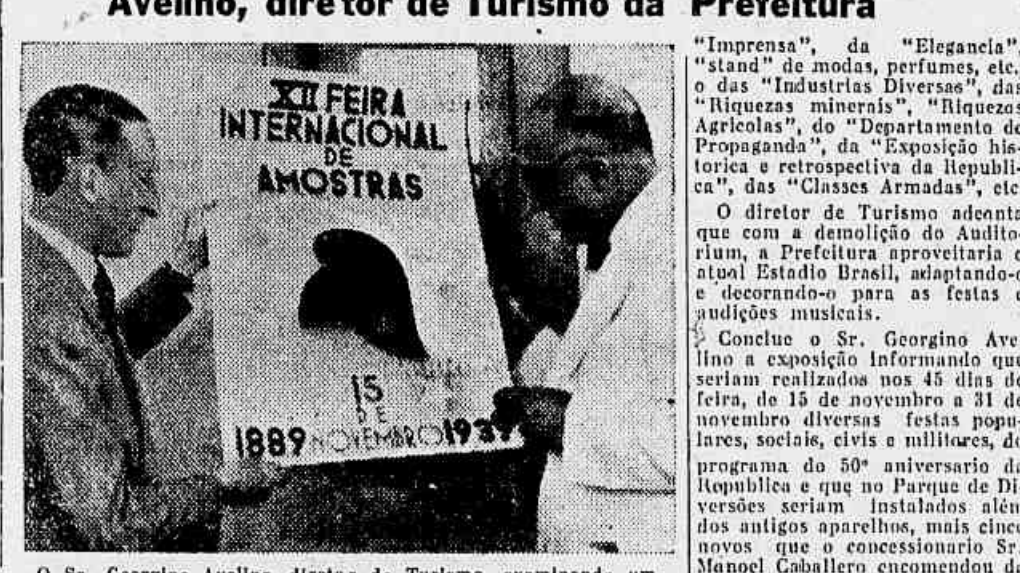 Avelino, diretor de Turismo da Prefeitura
XII FEIRA
INTERNACIONAL
DE
AMOSTRAS
15
DE
1889 NOVEMBRO 1939
O Sr. Georgino Avelino, diretor de Turismo, examinando um
"Imprensa", da "Elegancia",
"stand" de modas, perfumes, etc.
o das "Industrias Diversas", das
"Riquezas minerais", "Riquezas
Agricolas", do "Departamento de
Propaganda", da "Exposição his-
torica e retrospectiva da Republi-
ca", das "Classes Armadas", etc
O diretor de Turismo adeanta
que com a demolição do Audito-
rium, a Prefeitura aproveitaria o
atual Estadio Brasil, adaptando-o
e decorando-o para as festas e
audições musicais.
Conclue o Sr. Georgino Ave
lino a exposição informando que
seriam realizados nos 45 dias de
feira, de 15 de novembro a 31 de
novembro diversas festas popu-
lares, sociais, civis e militares, do
programa do 50º aniversario da
Republica e que no Parque de Di
versões seriam instalados alén
dos antigos aparelhos, mais cinco
novos que o concessionario Sr.
Manoel Caballero encomendou da